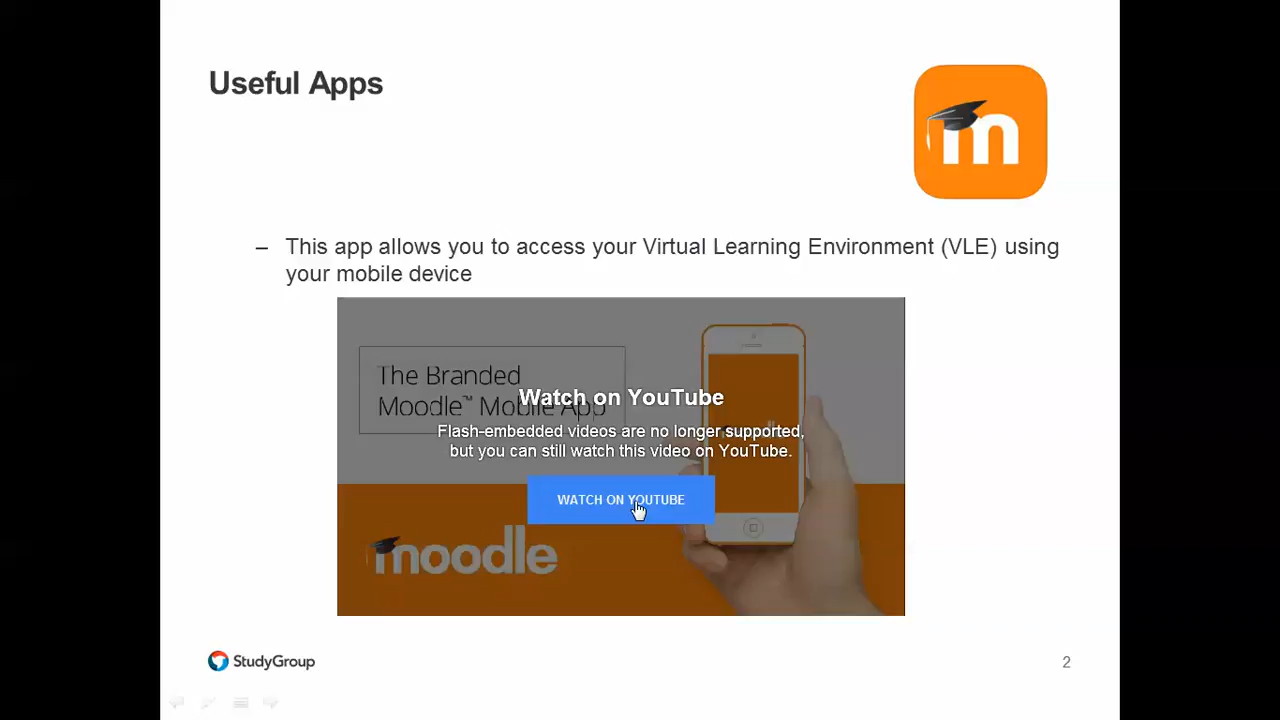 Useful Apps
m
– This app allows you to access your Virtual Learning Environment (VLE) using
your mobile device
The Branded
Moodle™ Mobile App
Watch on YouTube
Flash-embedded videos are no longer supported,
but you can still watch this video on YouTube.
WATCH ON YOUTUBE
moodle
StudyGroup
2